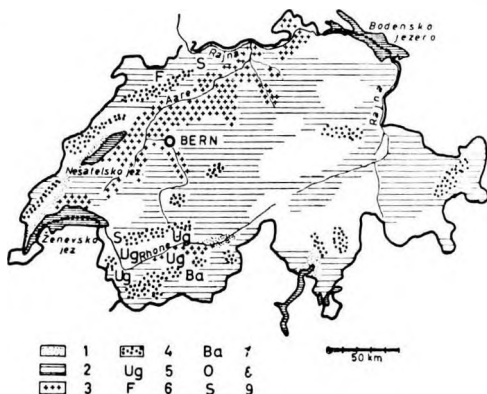 Bodensko
jezero
Rajna
S
F
Aare
Rajna
BERN
Nešatelsko jez.
Ženevsko
jez
S
Ug
Ug
Rhona
Ug
Ug
Ba
1 4 Ba 7
2 Ug 5 O 8
3 F 6 S 9
50 km